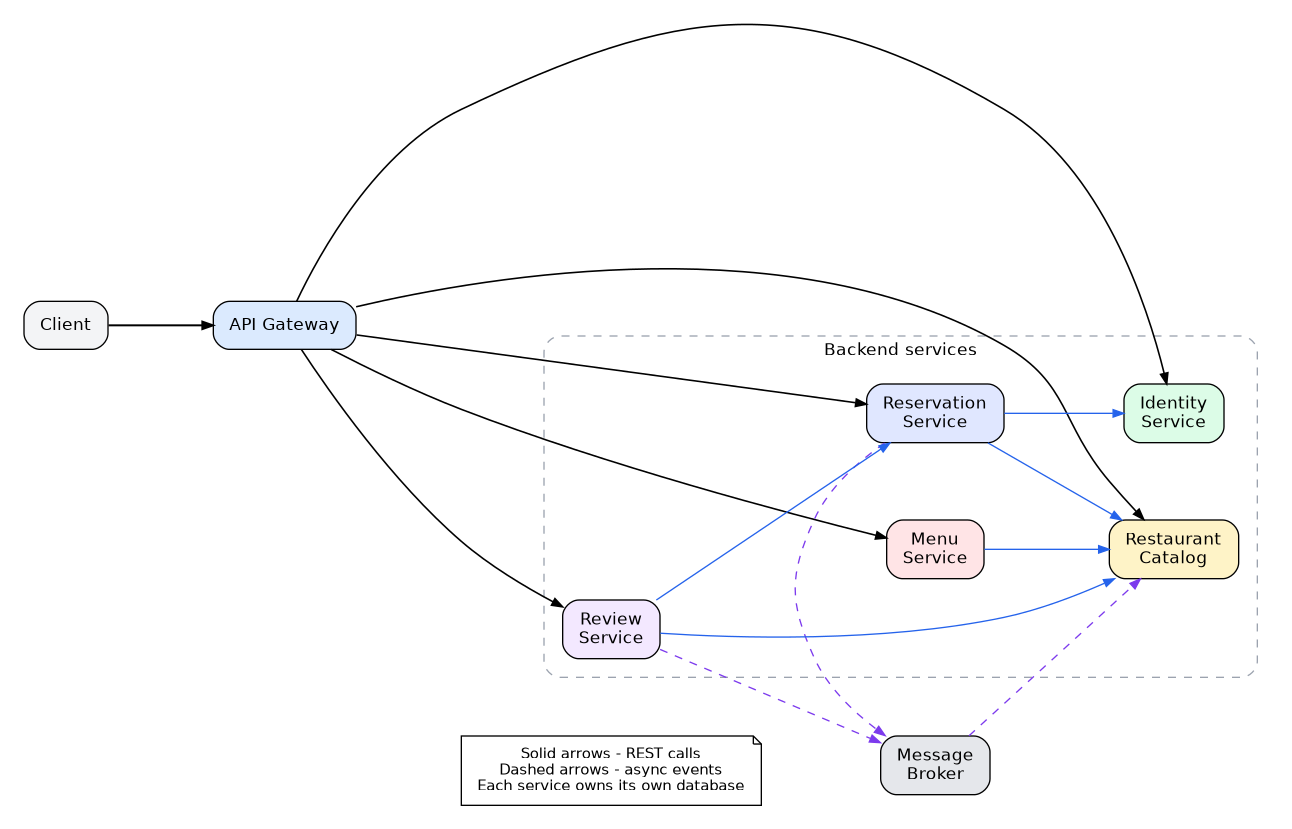 Client
API Gateway
Backend services
Reservation
Service
Identity
Service
Menu
Service
Restaurant
Catalog
Review
Service
Message
Broker
Solid arrows - REST calls
Dashed arrows - async events
Each service owns its own database